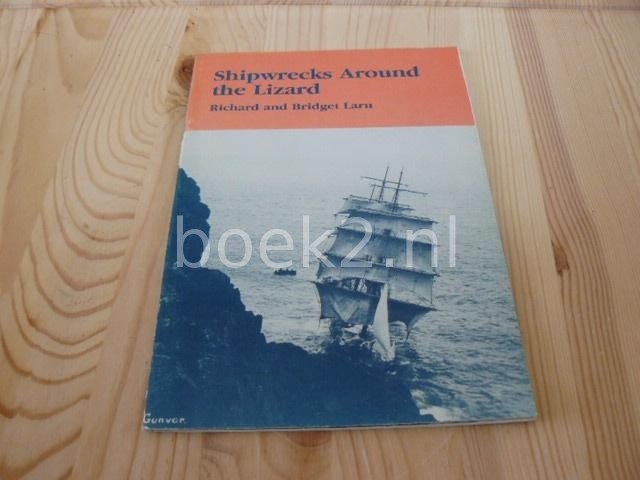 Shipwrecks Around
the Lizard
Richard and Bridget Larn
boek2.nl
Gunvor.